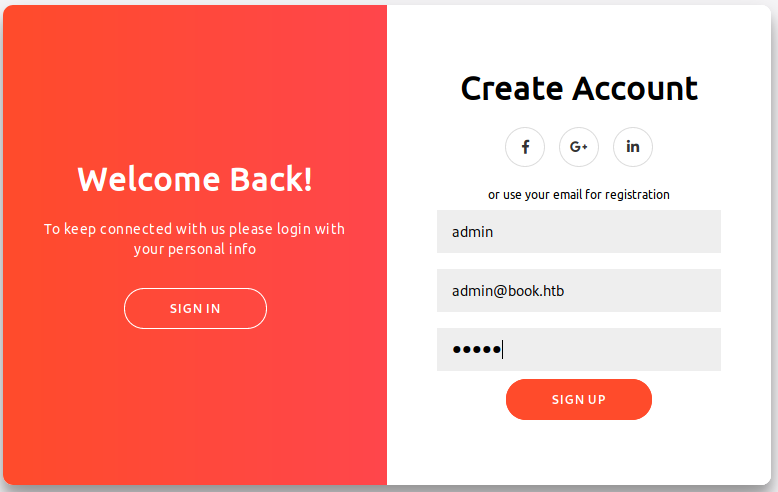 Welcome Back!
To keep connected with us please login with
your personal info
SIGN IN
Create Account
f
G+
in
or use your email for registration
admin
admin@book.htb
●●●●●
SIGN UP